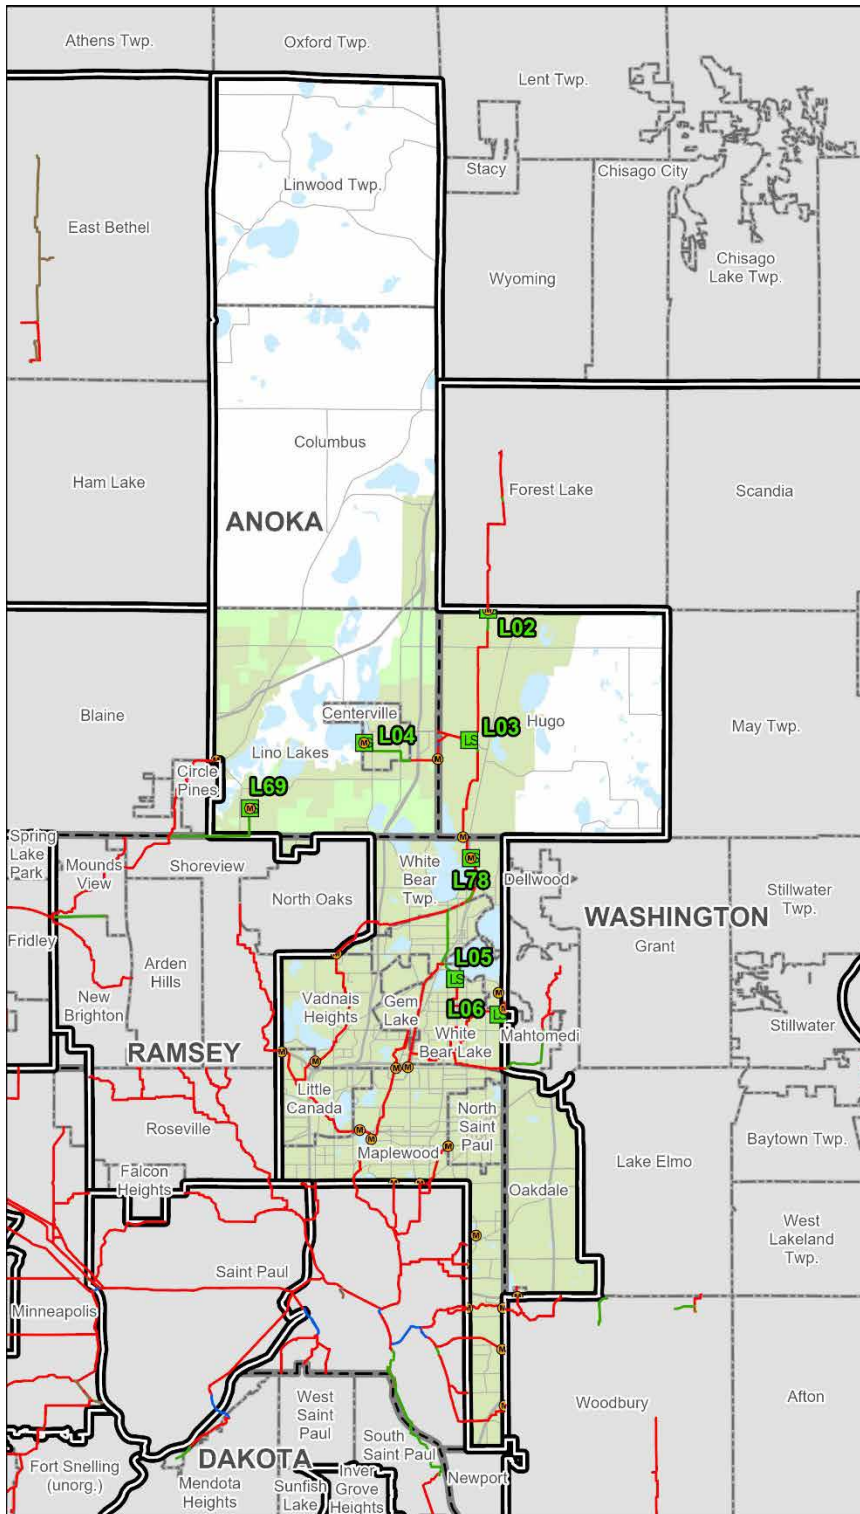 Athens Twp.
Oxford Twp.
Lent Twp.
Linwood Twp.
Stacy
Chisago City
East Bethel
Wyoming
Chisago
Lake Twp.
Columbus
Ham Lake
Forest Lake
Scandia
ANOKA
M
L02
Blaine
Centerville
M
L04
LS
L03
Hugo
May Twp.
Lino Lakes
M
Circle
Pines
M
L69
M
Spring
Lake
Park
Mounds
View
Shoreview
North Oaks
White
Bear
Twp.
M
M
L78
Dellwood
Stillwater
Twp.
WASHINGTON
Grant
Fridley
Arden
Hills
M
L05
LS
New
Brighton
Vadnais
Heights
Gem
Lake
M
L06
LS
White
Bear Lake
Mahtomedi
Stillwater
RAMSEY
M
M
M
M
Little
Canada
North
Saint
Paul
Roseville
M
M
M
Maplewood
Baytown Twp.
Lake Elmo
Falcon
Heights
M
M
Oakdale
West
Lakeland
Twp.
M
Saint Paul
M
Minneapolis
M
M
M
West
Saint
Paul
Woodbury
Afton
M
South
Saint Paul
DAKOTA
Fort Snelling
(unorg.)
Mendota
Heights
Sunfish
Lake
Inver
Grove
Heights
Newport